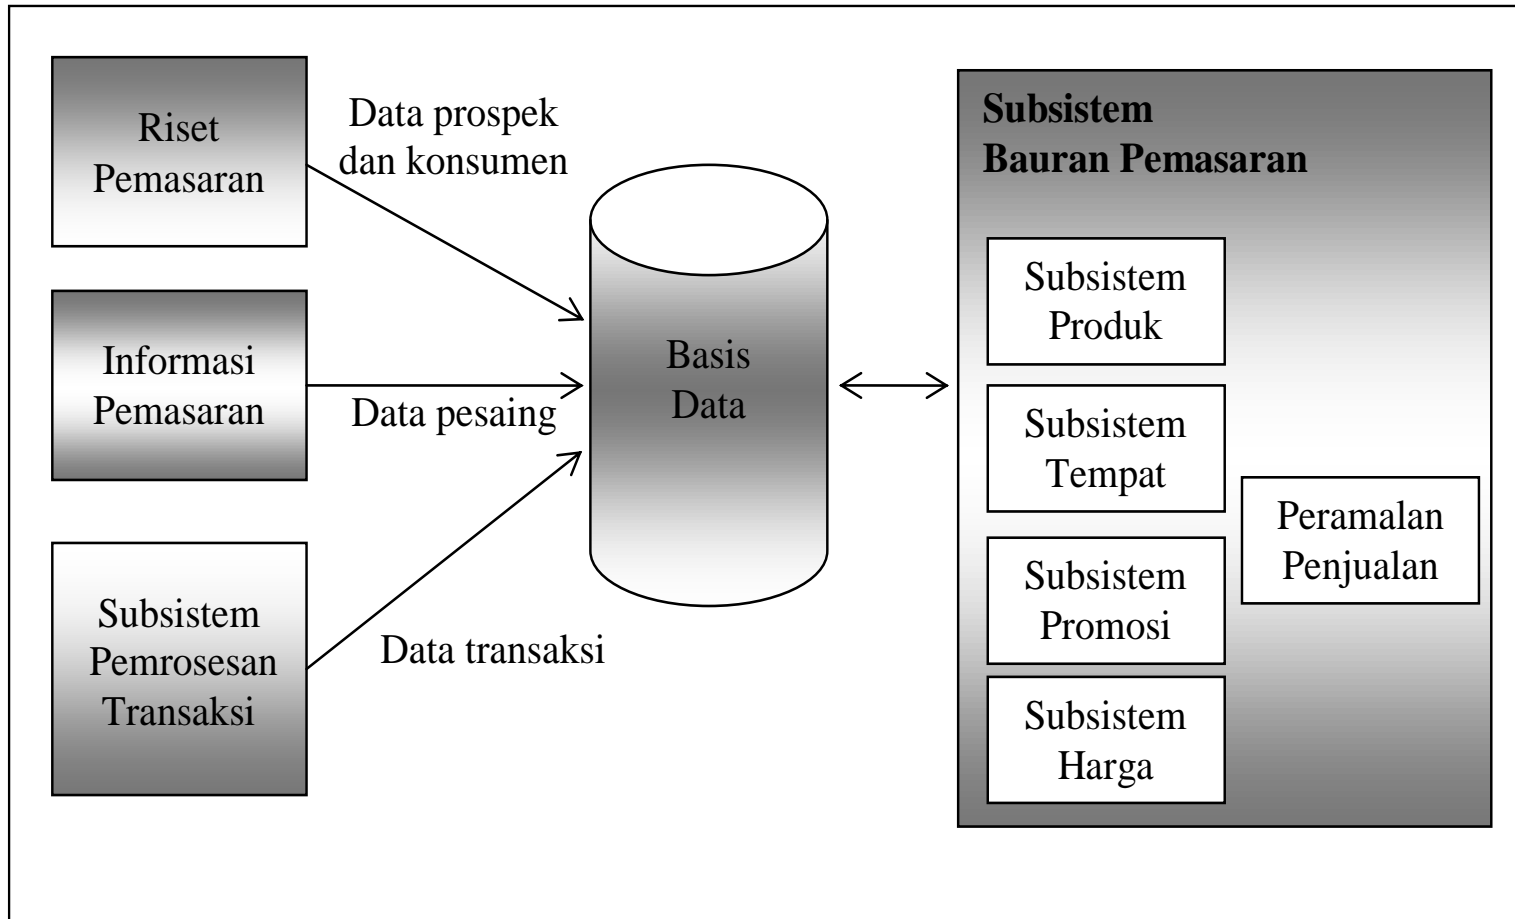 Riset
Pemasaran
Data prospek
dan konsumen
Informasi
Pemasaran
Data pesaing
Subsistem
Pemrosesan
Transaksi
Data transaksi
Basis
Data
Subsistem
Bauran Pemasaran
Subsistem
Produk
Subsistem
Tempat
Subsistem
Promosi
Subsistem
Harga
Peramalan
Penjualan